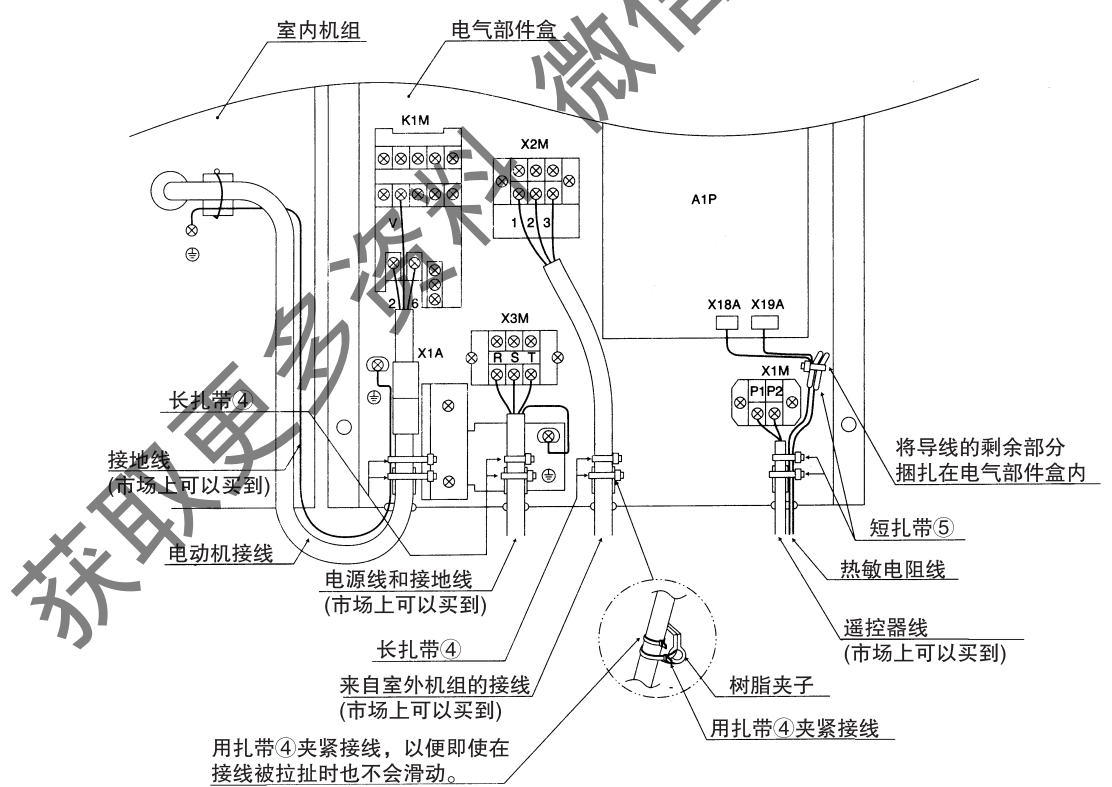 室内机组
电气部件盒
K1M
X2M
A1P
V
1 2 3
2 6
X18A X19A
X3M
R S T
X1A
X1M
P1 P2
长扎带④
接地线
(市场上可以买到)
电动机接线
将导线的剩余部分
捆扎在电气部件盒内
短扎带⑤
热敏电阻线
电源线和接地线
(市场上可以买到)
遥控器线
(市场上可以买到)
长扎带④
来自室外机组的接线
(市场上可以买到)
树脂夹子
用扎带④夹紧接线
用扎带④夹紧接线，以便即使在
接线被拉扯时也不会滑动。
获取更多资料 微信